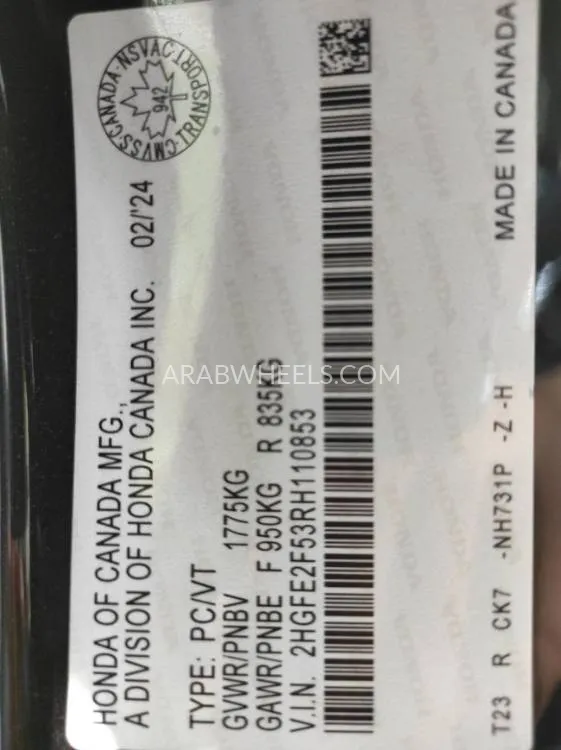 HONDA OF CANADA MFG.,
A DIVISION OF HONDA CANADA INC. 02/'24
CMVSS·CANADA·NSVAC·TRANSPORT·
942
TYPE: PC/VT
GVWR/PNBV 1775KG
GAWR/PNBE F 950KG R 835KG
V.I.N. 2HGFE2F53RH110853
T23 R CK7 -NH731P -Z -H MADE IN CANADA
ARABWHEELS.COM